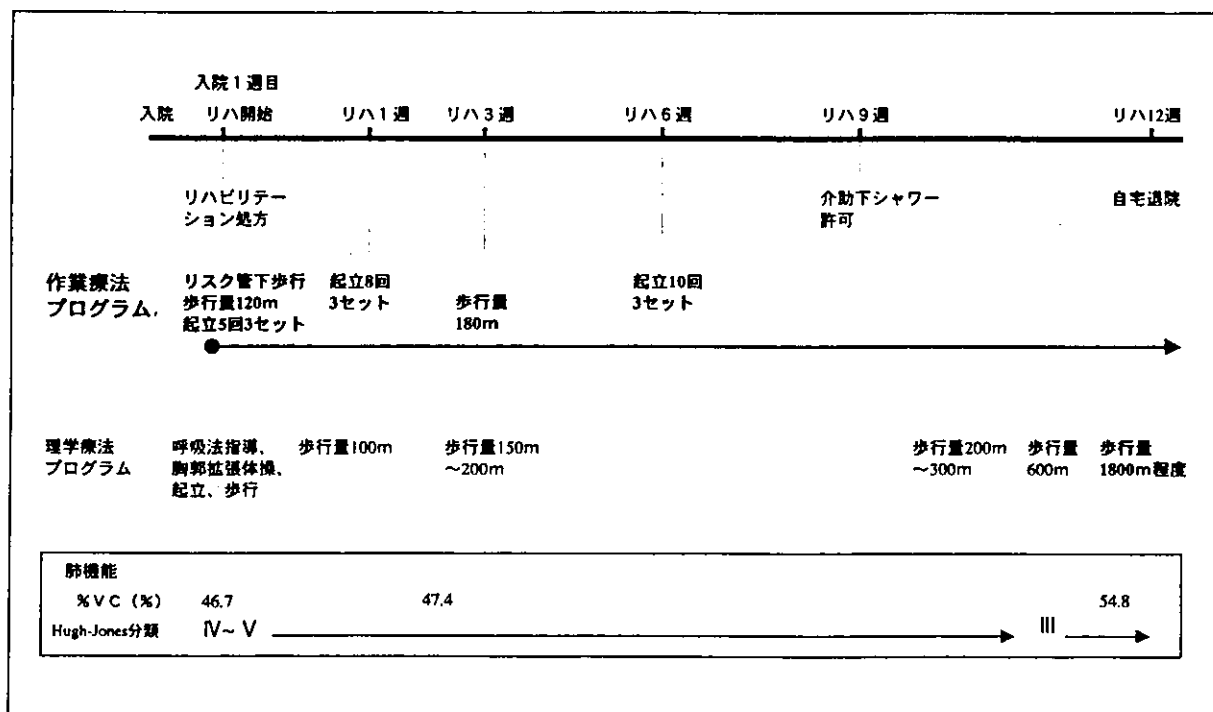 入院1週目
入院 リハ開始 リハ1週 リハ3週 リハ6週 リハ9週 リハ12週
リハビリテー
ション処方
介助下シャワー
許可
自宅退院
作業療法
プログラム,
リスク管下歩行
歩行量120m
起立5回3セット
起立8回
3セット
歩行量
180m
起立10回
3セット
理学療法
プログラム
呼吸法指導、
胸郭拡張体操、
起立、歩行
歩行量100m
歩行量150m
～200m
歩行量200m
～300m
歩行量
600m
歩行量
1800m程度
肺機能
%VC(%) 46.7 47.4 54.8
Hugh-Jones分類 Ⅳ～Ⅴ Ⅲ